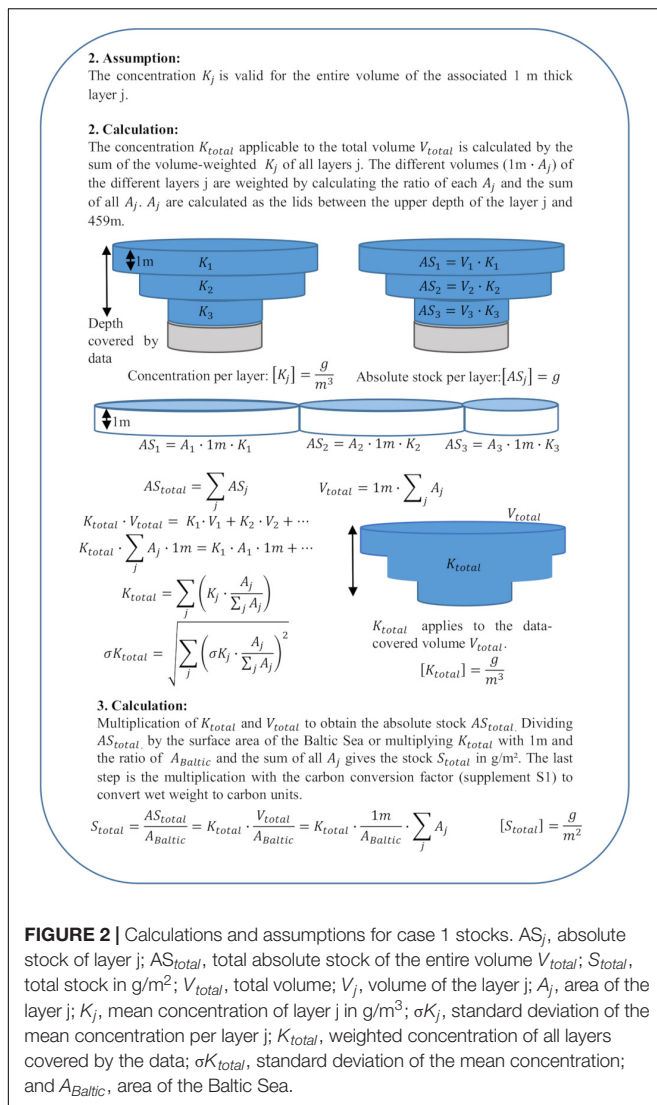 2. Assumption:
The concentration K_j is valid for the entire volume of the associated 1 m thick
layer j.
2. Calculation:
The concentration K_total applicable to the total volume V_total is calculated by the
sum of the volume-weighted K_j of all layers j. The different volumes (1m · A_j) of
the different layers j are weighted by calculating the ratio of each A_j and the sum
of all A_j. A_j are calculated as the lids between the upper depth of the layer j and
459m.
1m
K_1
K_2
K_3
Depth
covered by
data
AS_1 = V_1 · K_1
AS_2 = V_2 · K_2
AS_3 = V_3 · K_3
Concentration per layer: [K_j] = g/m³
Absolute stock per layer:[AS_j] = g
1m
AS_1 = A_1 · 1m · K_1
AS_2 = A_2 · 1m · K_2
AS_3 = A_3 · 1m · K_3
AS_total = ∑_j AS_j
V_total = 1m · ∑_j A_j
K_total · V_total = K_1 · V_1 + K_2 · V_2 + ⋯
K_total · ∑_j A_j · 1m = K_1 · A_1 · 1m + ⋯
K_total = ∑_j (K_j · A_j / ∑_j A_j)
σK_total = √(∑_j (σK_j · A_j / ∑_j A_j)²)
V_total
K_total
K_total applies to the data-
covered volume V_total.
[K_total] = g/m³
3. Calculation:
Multiplication of K_total and V_total to obtain the absolute stock AS_total. Dividing
AS_total. by the surface area of the Baltic Sea or multiplying K_total with 1m and
the ratio of A_Baltic and the sum of all A_j gives the stock S_total in g/m². The last
step is the multiplication with the carbon conversion factor (supplement S1) to
convert wet weight to carbon units.
S_total = AS_total / A_Baltic = K_total · V_total / A_Baltic = K_total · 1m / A_Baltic · ∑_j A_j
[S_total] = g/m²
FIGURE 2 | Calculations and assumptions for case 1 stocks. AS_j, absolute
stock of layer j; AS_total, total absolute stock of the entire volume V_total; S_total,
total stock in g/m²; V_total, total volume; V_j, volume of the layer j; A_j, area of
the layer j; K_j, mean concentration of layer j in g/m³; σK_j, standard deviation of
the mean concentration per layer j; K_total, weighted concentration of all layers
covered by the data; σK_total, standard deviation of the mean concentration;
and A_Baltic, area of the Baltic Sea.